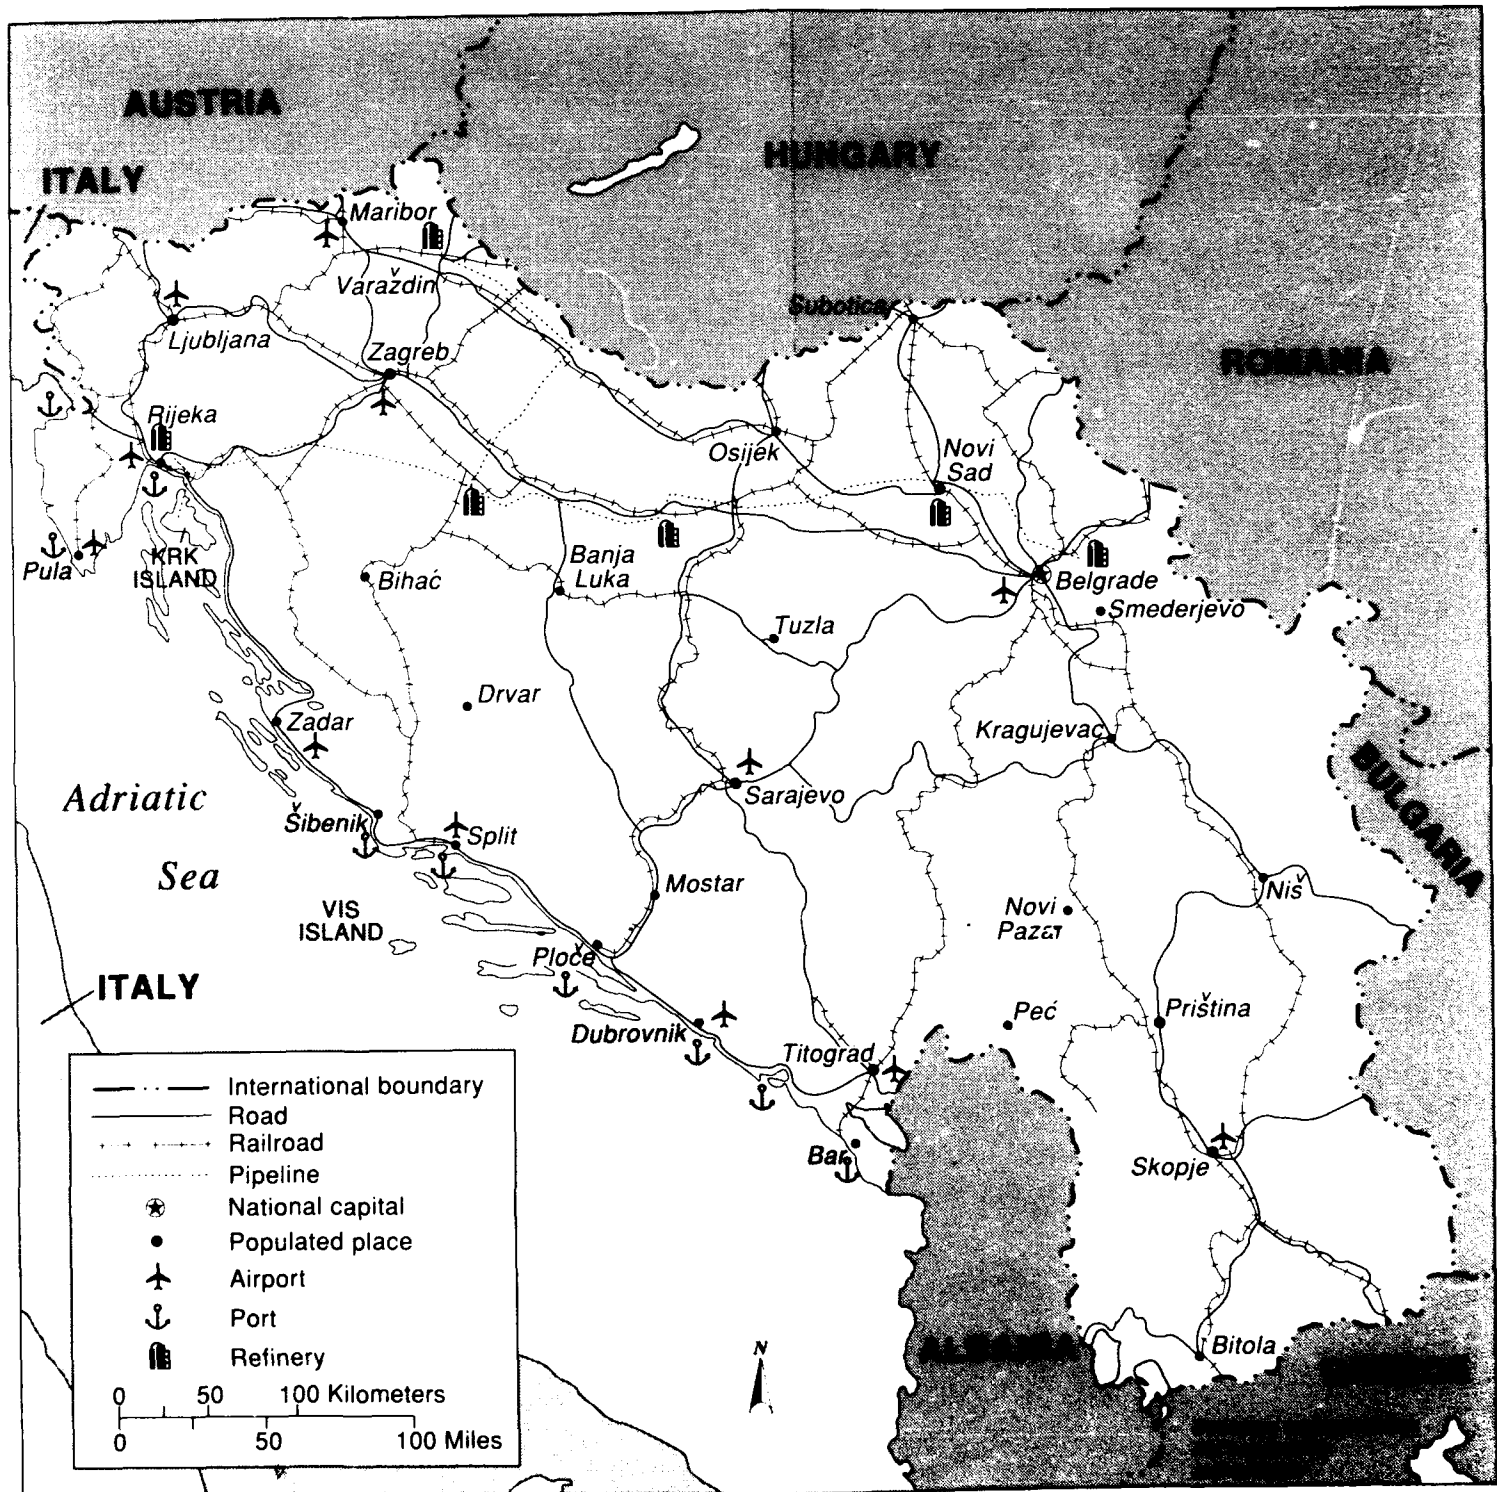 AUSTRIA
HUNGARY
ITALY
Maribor
Varaždin
Subotica
Ljubljana
Zagreb
ROMANIA
Rijeka
Osijek
Novi
Sad
Pula
KRK
ISLAND
Bihać
Banja
Luka
Belgrade
Smederjevo
Tuzla
Drvar
Zadar
Kragujevac
BULGARIA
Adriatic
Sea
Sarajevo
Šibenik
Split
Mostar
Niš
VIS
ISLAND
Novi
Pazar
Ploče
ITALY
Peć
Priština
Dubrovnik
Titograd
Bar
Skopje
ALBANIA
Bitola
International boundary
Road
Railroad
Pipeline
National capital
Populated place
Airport
Port
Refinery
0 50 100 Kilometers
0 50 100 Miles
N